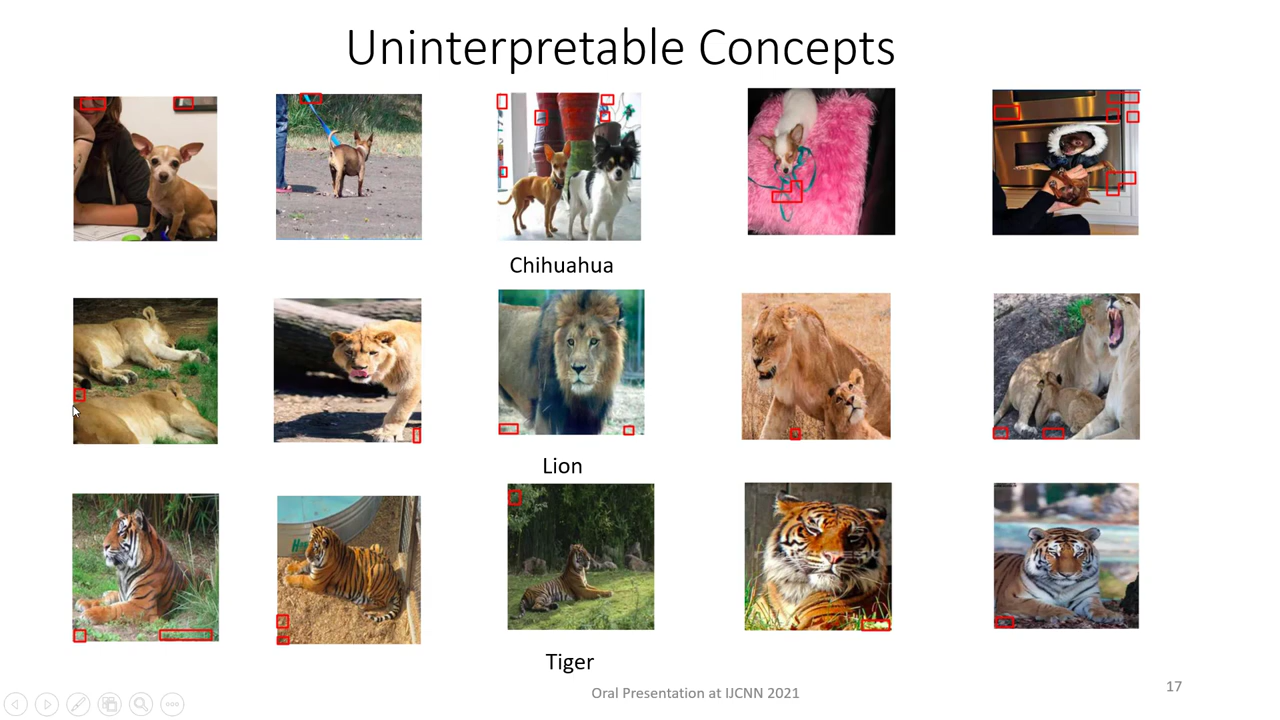 Uninterpretable Concepts
Chihuahua
Lion
Tiger
Oral Presentation at IJCNN 2021
17